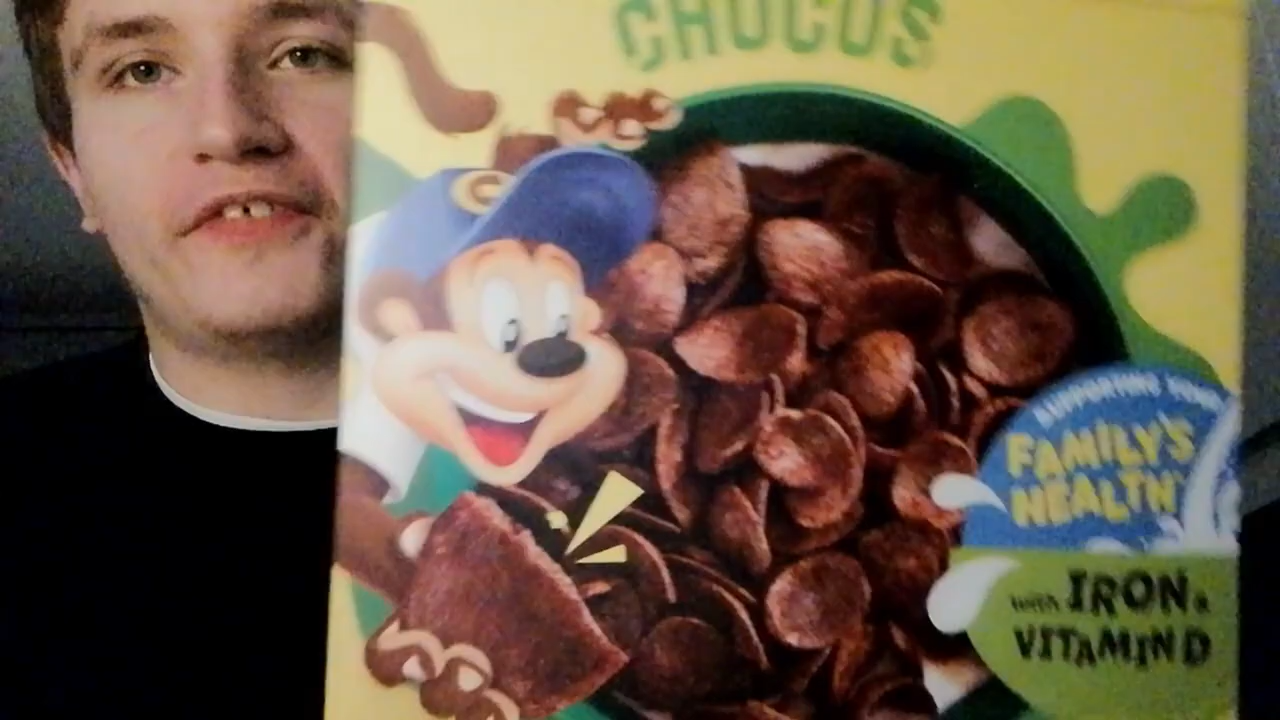 CHOCOS
SUPPORTING YOUR
FAMILY'S
HEALTH*
with IRON &
VITAMIN D